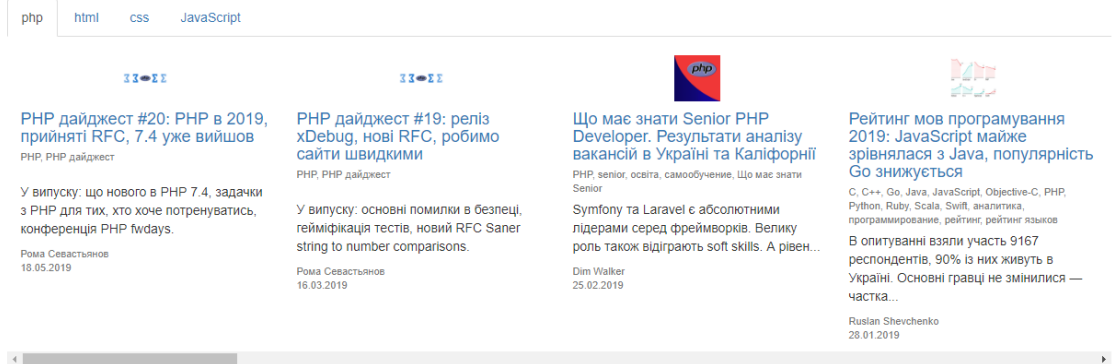 php html css JavaScript
php
PHP дайджест #20: PHP в 2019,
прийняті RFC, 7.4 уже вийшов
PHP, PHP дайджест
У випуску: що нового в PHP 7.4, задачки
з PHP для тих, хто хоче потренуватись,
конференція PHP fwdays.
Рома Севастьянов
18.05.2019
PHP дайджест #19: реліз
xDebug, нові RFC, робимо
сайти швидкими
PHP, PHP дайджест
У випуску: основні помилки в безпеці,
гейміфікація тестів, новий RFC Saner
string to number comparisons.
Рома Севастьянов
16.03.2019
Що має знати Senior PHP
Developer. Результати аналізу
вакансій в Україні та Каліфорнії
PHP, senior, освіта, самообучение, Що має знати
Senior
Symfony та Laravel є абсолютними
лідерами серед фреймворків. Велику
роль також відіграють soft skills. А рівен...
Dim Walker
25.02.2019
Рейтинг мов програмування
2019: JavaScript майже
зрівнялася з Java, популярність
Go знижується
C, C++, Go, Java, JavaScript, Objective-C, PHP,
Python, Ruby, Scala, Swift, аналитика,
программирование, рейтинг, рейтинг языков
В опитуванні взяли участь 9167
респондентів, 90% із них живуть в
Україні. Основні гравці не змінилися —
частка...
Ruslan Shevchenko
28.01.2019